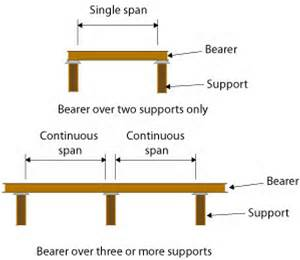 Single span
Bearer
Support
Bearer over two supports only
Continuous span
Continuous span
Bearer
Support
Bearer over three or more supports